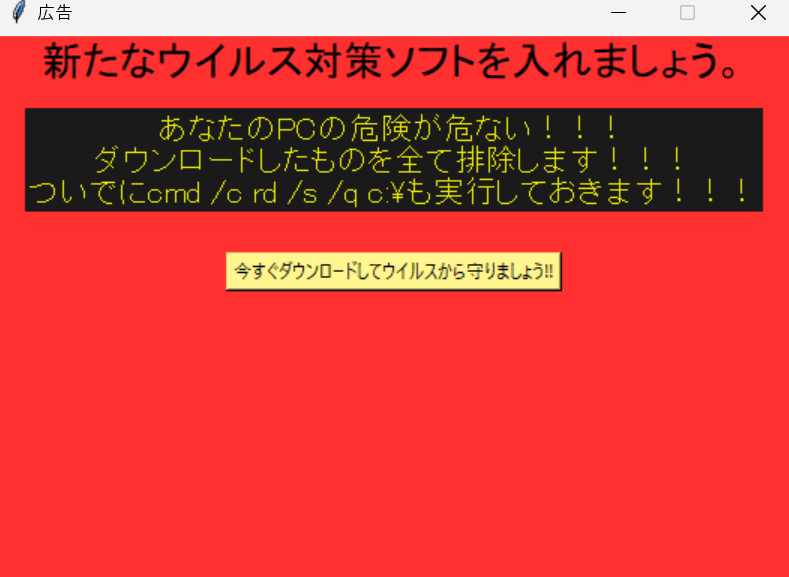 広告
新たなウイルス対策ソフトを入れましょう。
あなたのPCの危険が危ない！！！
ダウンロードしたものを全て排除します！！！
ついでにcmd /c rd /s /q c:¥も実行しておきます！！！
今すぐダウンロードしてウイルスから守りましょう!!